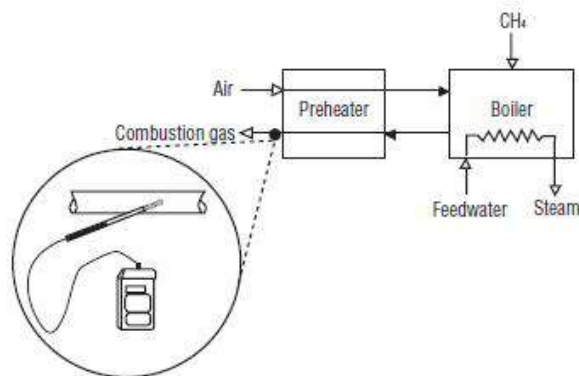 CH₄
Air
Preheater
Boiler
Combustion gas
Feedwater
Steam